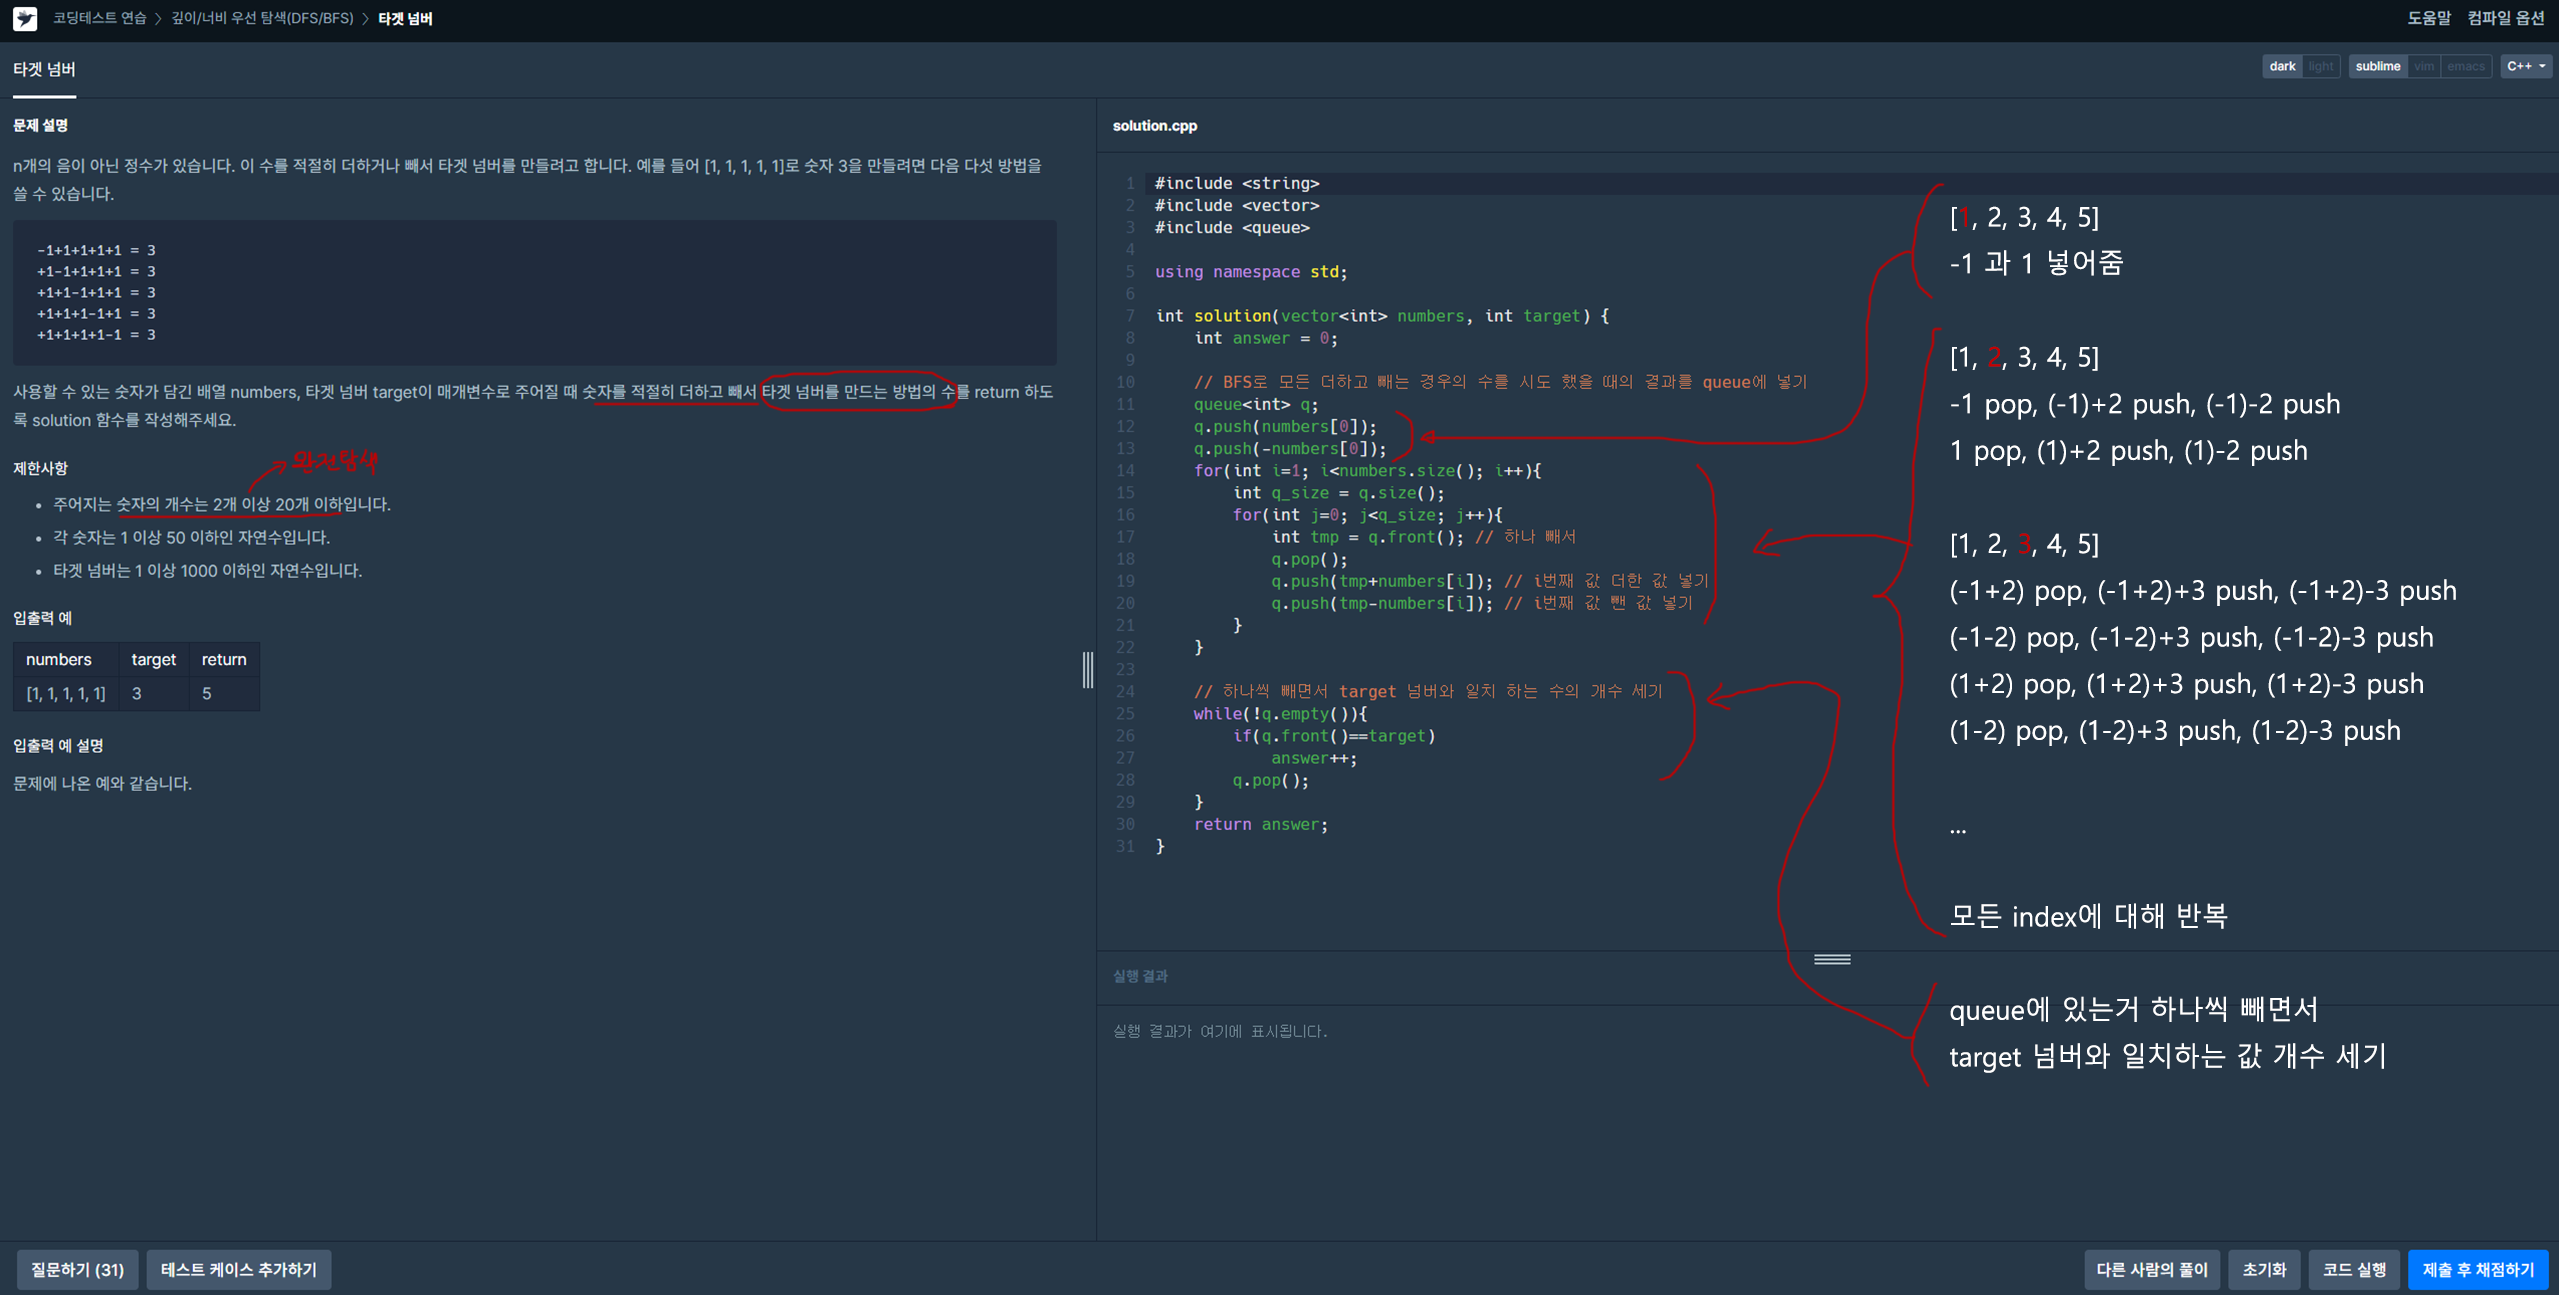 코딩테스트 연습 > 깊이/너비 우선 탐색(DFS/BFS) > 타겟 넘버
도움말 컴파일 옵션
타겟 넘버
dark light sublime vim emacs C++
문제 설명
n개의 음이 아닌 정수가 있습니다. 이 수를 적절히 더하거나 빼서 타겟 넘버를 만들려고 합니다. 예를 들어 [1, 1, 1, 1, 1]로 숫자 3을 만들려면 다음 다섯 방법을
쓸 수 있습니다.
-1+1+1+1+1 = 3
+1-1+1+1+1 = 3
+1+1-1+1+1 = 3
+1+1+1-1+1 = 3
+1+1+1+1-1 = 3
사용할 수 있는 숫자가 담긴 배열 numbers, 타겟 넘버 target이 매개변수로 주어질 때 숫자를 적절히 더하고 빼서 타겟 넘버를 만드는 방법의 수를 return 하도
록 solution 함수를 작성해주세요.
제한사항
완전탐색
• 주어지는 숫자의 개수는 2개 이상 20개 이하입니다.
• 각 숫자는 1 이상 50 이하인 자연수입니다.
• 타겟 넘버는 1 이상 1000 이하인 자연수입니다.
입출력 예
numbers target return
[1, 1, 1, 1, 1] 3 5
입출력 예 설명
문제에 나온 예와 같습니다.
solution.cpp
1 #include <string>
2 #include <vector>
3 #include <queue>
4
5 using namespace std;
6
7 int solution(vector<int> numbers, int target) {
8 int answer = 0;
9
10 // BFS로 모든 더하고 빼는 경우의 수를 시도 했을 때의 결과를 queue에 넣기
11 queue<int> q;
12 q.push(numbers[0]);
13 q.push(-numbers[0]);
14 for(int i=1; i<numbers.size(); i++){
15 int q_size = q.size();
16 for(int j=0; j<q_size; j++){
17 int tmp = q.front(); // 하나 빼서
18 q.pop();
19 q.push(tmp+numbers[i]); // i번째 값 더한 값 넣기
20 q.push(tmp-numbers[i]); // i번째 값 뺀 값 넣기
21 }
22 }
23
24 // 하나씩 빼면서 target 넘버와 일치 하는 수의 개수 세기
25 while(!q.empty()){
26 if(q.front()==target)
27 answer++;
28 q.pop();
29 }
30 return answer;
31 }
[1, 2, 3, 4, 5]
-1 과 1 넣어줌
[1, 2, 3, 4, 5]
-1 pop, (-1)+2 push, (-1)-2 push
1 pop, (1)+2 push, (1)-2 push
[1, 2, 3, 4, 5]
(-1+2) pop, (-1+2)+3 push, (-1+2)-3 push
(-1-2) pop, (-1-2)+3 push, (-1-2)-3 push
(1+2) pop, (1+2)+3 push, (1+2)-3 push
(1-2) pop, (1-2)+3 push, (1-2)-3 push
...
모든 index에 대해 반복
queue에 있는거 하나씩 빼면서
target 넘버와 일치하는 값 개수 세기
실행 결과
실행 결과가 여기에 표시됩니다.
질문하기 (31) 테스트 케이스 추가하기
다른 사람의 풀이 초기화 코드 실행 제출 후 채점하기